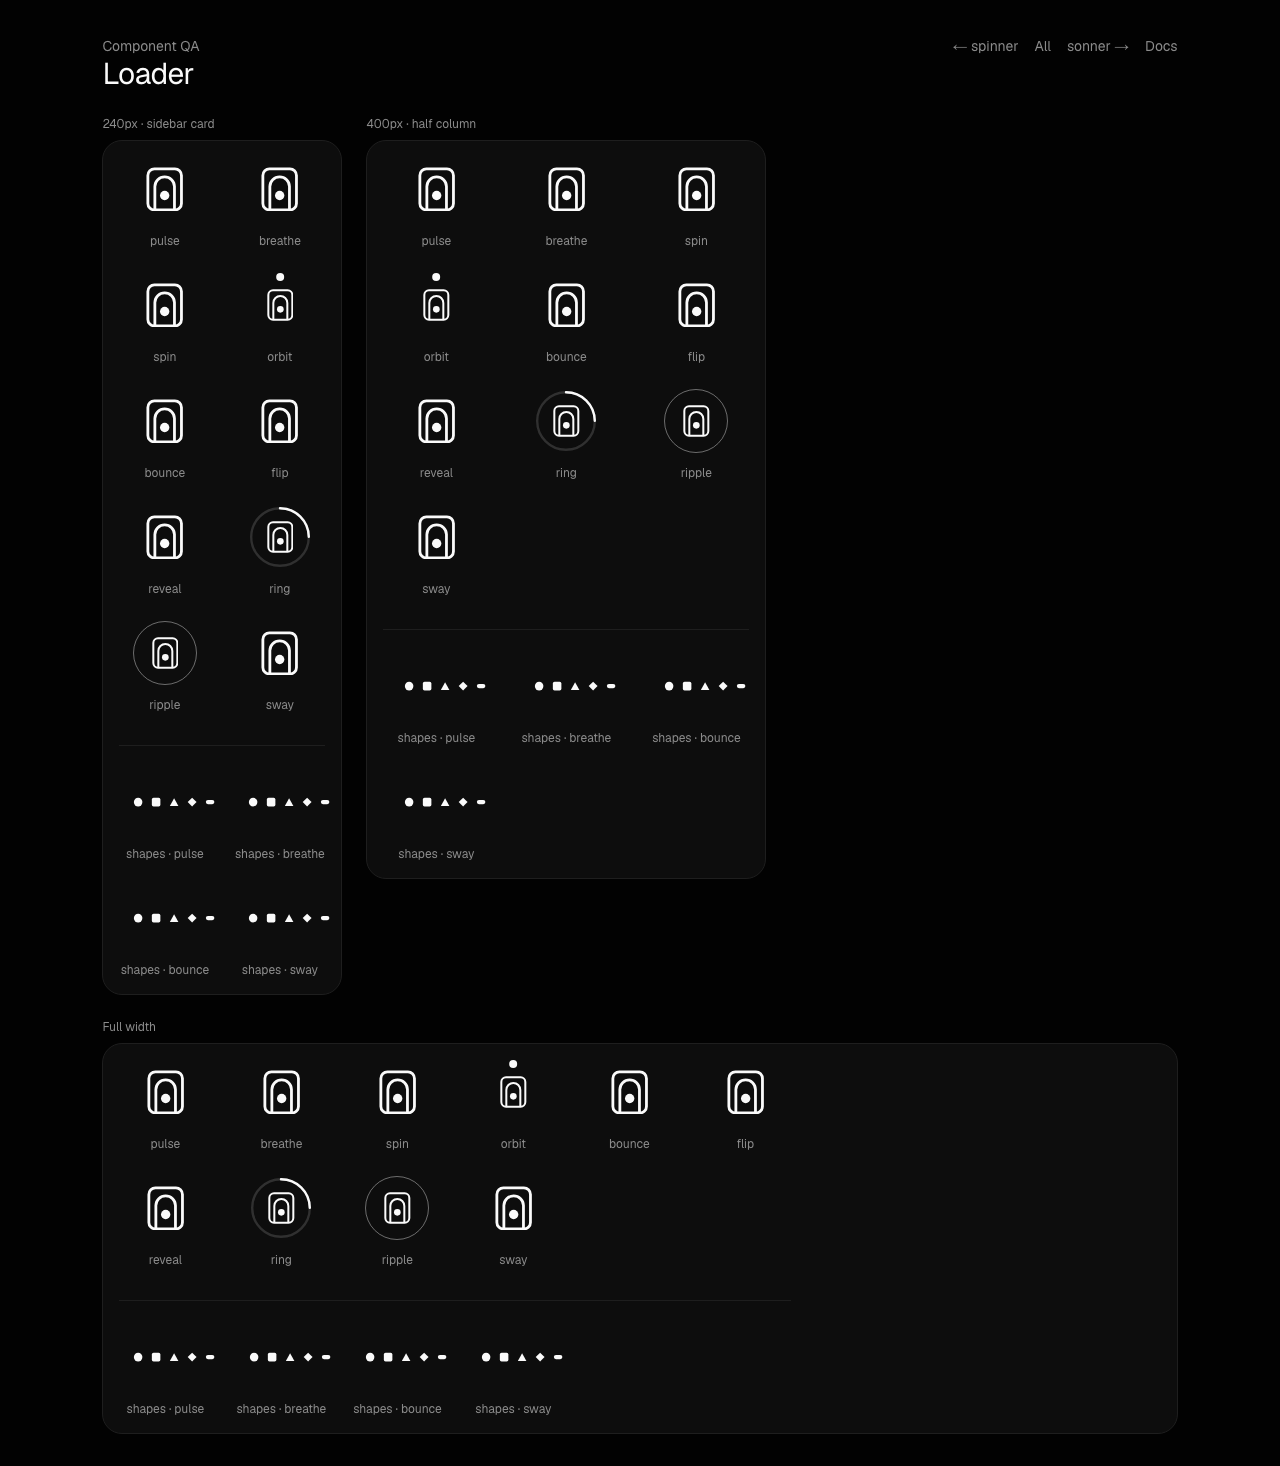 Component QA
← spinner All sonner → Docs
Loader
240px · sidebar card
pulse breathe
spin orbit
bounce flip
reveal ring
ripple sway
shapes · pulse shapes · breathe
shapes · bounce shapes · sway
400px · half column
pulse breathe spin
orbit bounce flip
reveal ring ripple
sway
shapes · pulse shapes · breathe shapes · bounce
shapes · sway
Full width
pulse breathe spin orbit bounce flip
reveal ring ripple sway
shapes · pulse shapes · breathe shapes · bounce shapes · sway